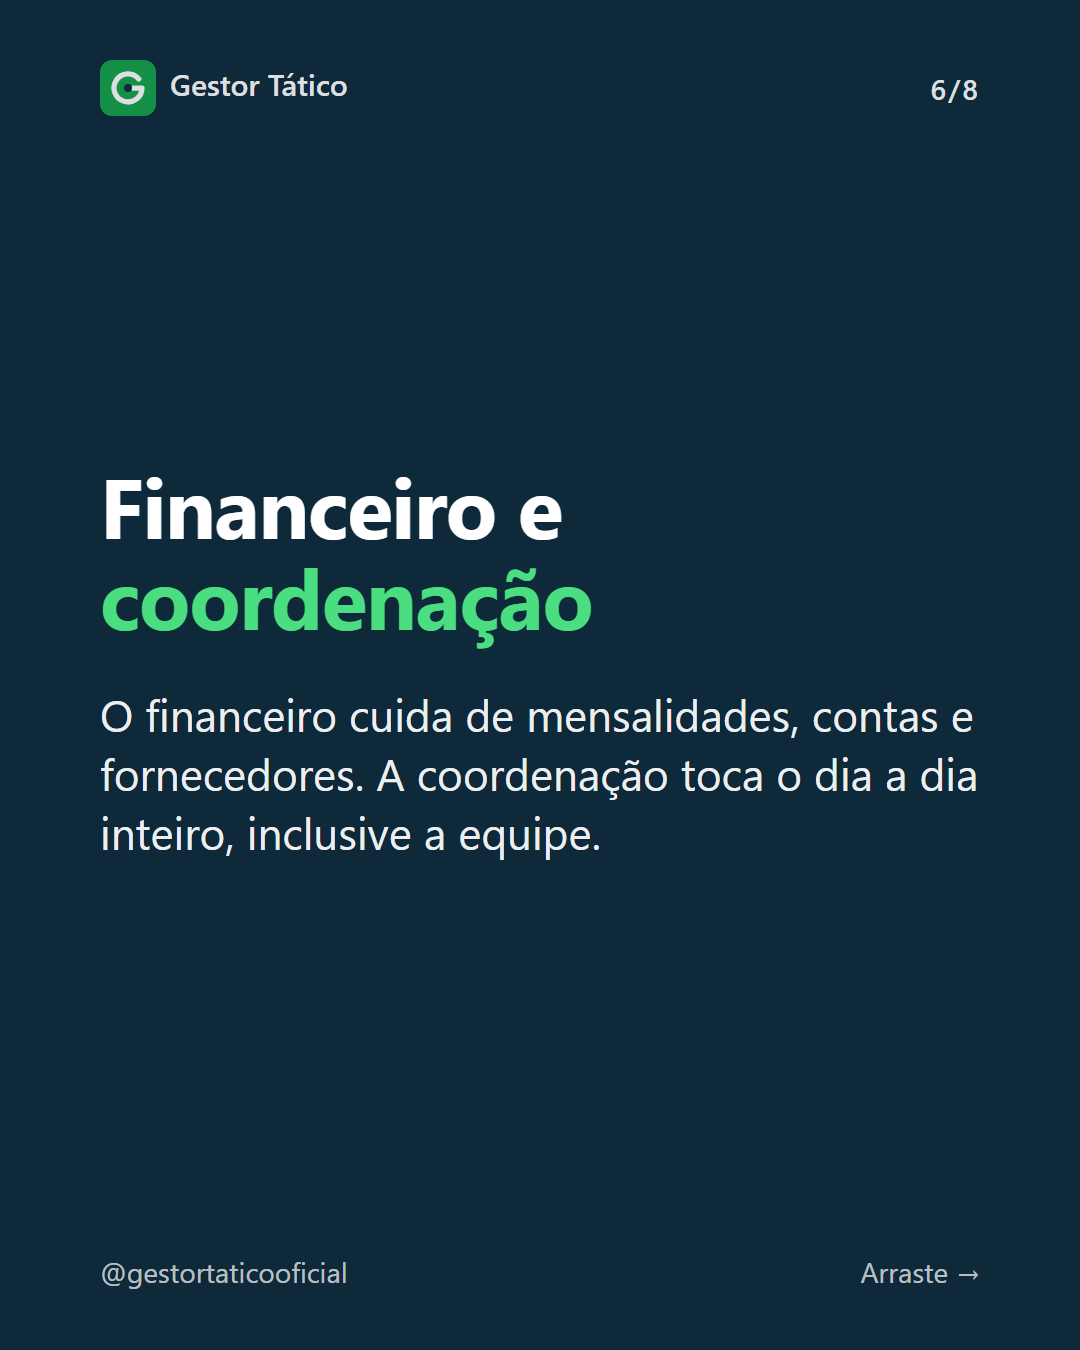 Gestor Tático
6/8
Financeiro e
coordenação
O financeiro cuida de mensalidades, contas e
fornecedores. A coordenação toca o dia a dia
inteiro, inclusive a equipe.
@gestortaticooficial
Arraste →